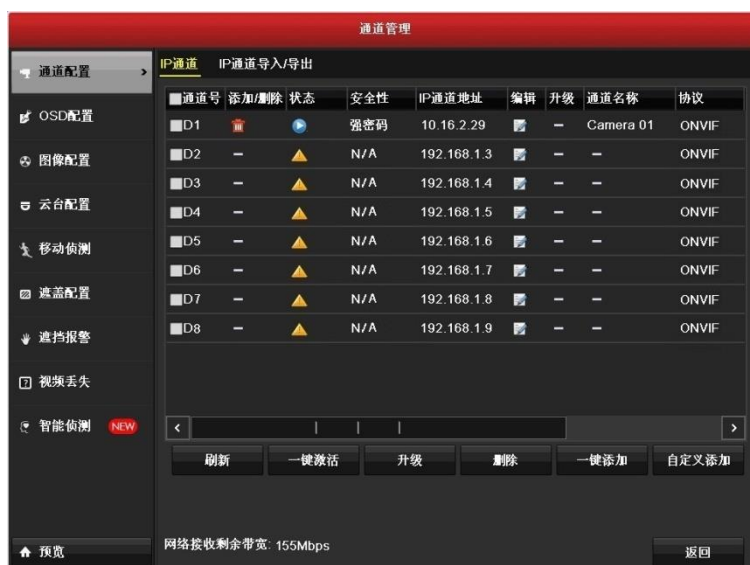 通道管理
通道配置
OSD配置
图像配置
云台配置
移动侦测
遮盖配置
遮挡报警
视频丢失
智能侦测 NEW
预览
IP通道 IP通道导入/导出
通道号 添加/删除 状态 安全性 IP通道地址 编辑 升级 通道名称 协议
D1 强密码 10.16.2.29 — Camera 01 ONVIF
D2 — N/A 192.168.1.3 — — ONVIF
D3 — N/A 192.168.1.4 — — ONVIF
D4 — N/A 192.168.1.5 — — ONVIF
D5 — N/A 192.168.1.6 — — ONVIF
D6 — N/A 192.168.1.7 — — ONVIF
D7 — N/A 192.168.1.8 — — ONVIF
D8 — N/A 192.168.1.9 — — ONVIF
刷新 一键激活 升级 删除 一键添加 自定义添加
网络接收剩余带宽: 155Mbps
返回